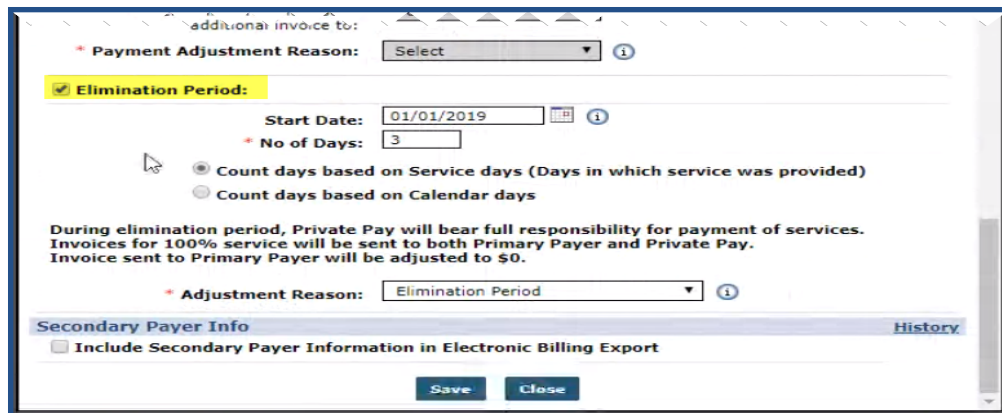 additional invoice to:
* Payment Adjustment Reason: Select
Elimination Period:
Start Date: 01/01/2019
* No of Days: 3
Count days based on Service days (Days in which service was provided)
Count days based on Calendar days
During elimination period, Private Pay will bear full responsibility for payment of services.
Invoices for 100% service will be sent to both Primary Payer and Private Pay.
Invoice sent to Primary Payer will be adjusted to $0.
* Adjustment Reason: Elimination Period
Secondary Payer Info History
Include Secondary Payer Information in Electronic Billing Export
Save Close